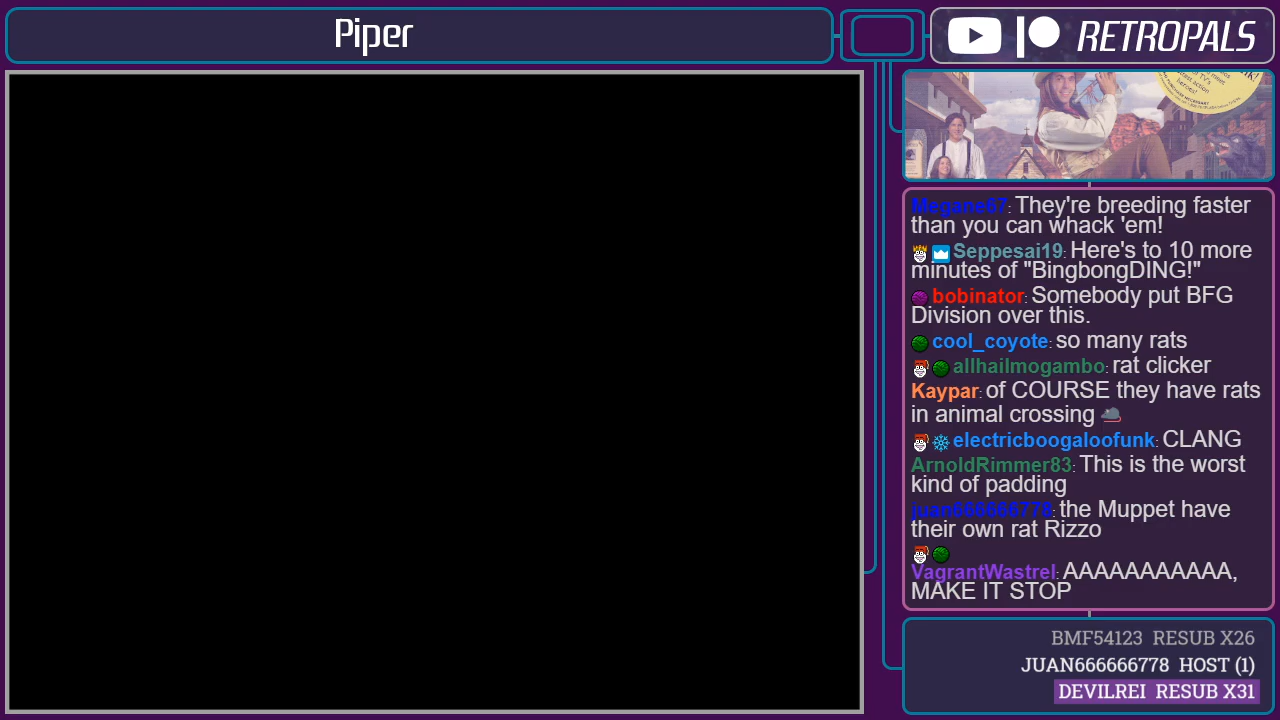 Piper
RETROPALS
Megane67: They're breeding faster
than you can whack 'em!
Seppesai19: Here's to 10 more
minutes of "BingbongDING!"
bobinator: Somebody put BFG
Division over this.
cool_coyote: so many rats
allhailmogambo: rat clicker
Kaypar: of COURSE they have rats
in animal crossing
electricboogaloofunk: CLANG
ArnoldRimmer83: This is the worst
kind of padding
juan666666778: the Muppet have
their own rat Rizzo
VagrantWastrel: AAAAAAAAAAA,
MAKE IT STOP
BMF54123 RESUB X26
JUAN666666778 HOST (1)
DEVILREI RESUB X31